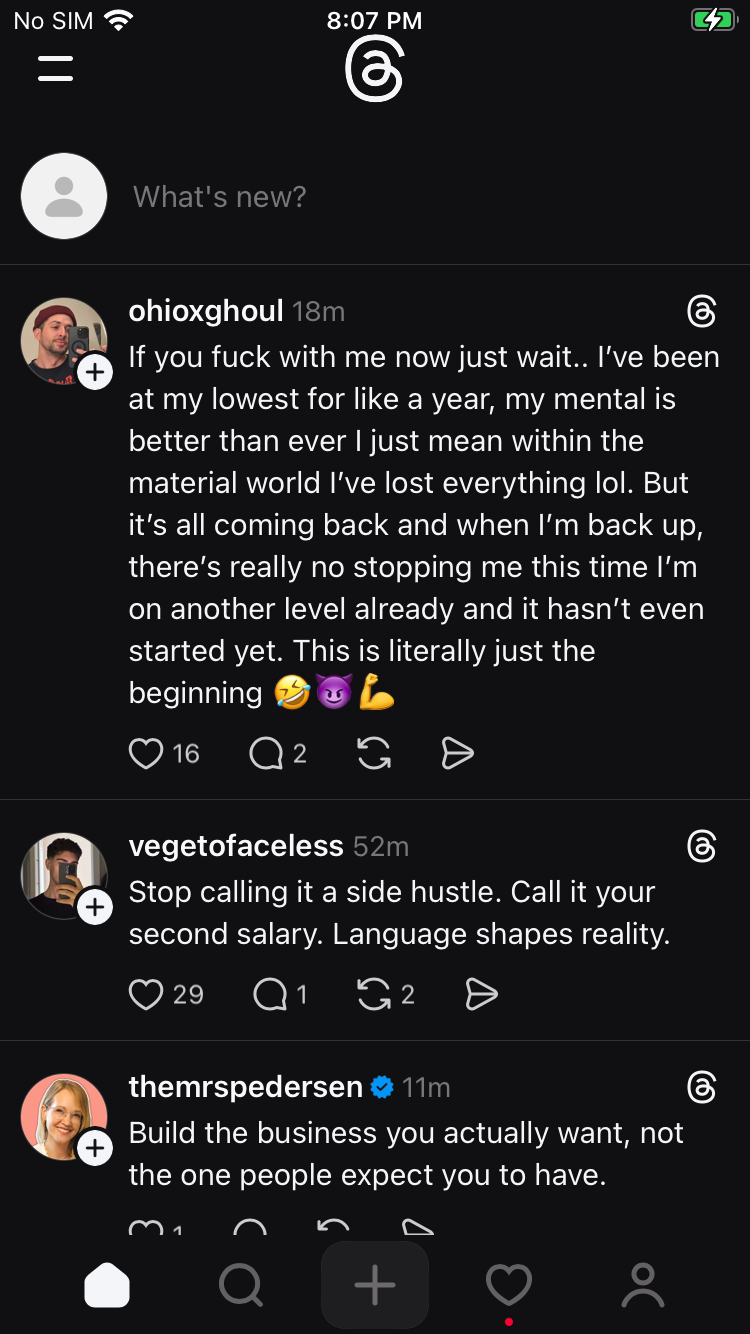 No SIM 8:07 PM
What's new?
ohioxghoul 18m
If you fuck with me now just wait.. I’ve been
at my lowest for like a year, my mental is
better than ever I just mean within the
material world I’ve lost everything lol. But
it’s all coming back and when I’m back up,
there’s really no stopping me this time I’m
on another level already and it hasn’t even
started yet. This is literally just the
beginning 🤣😈💪
16 2
vegetofaceless 52m
Stop calling it a side hustle. Call it your
second salary. Language shapes reality.
29 1 2
themrspedersen 11m
Build the business you actually want, not
the one people expect you to have.
1